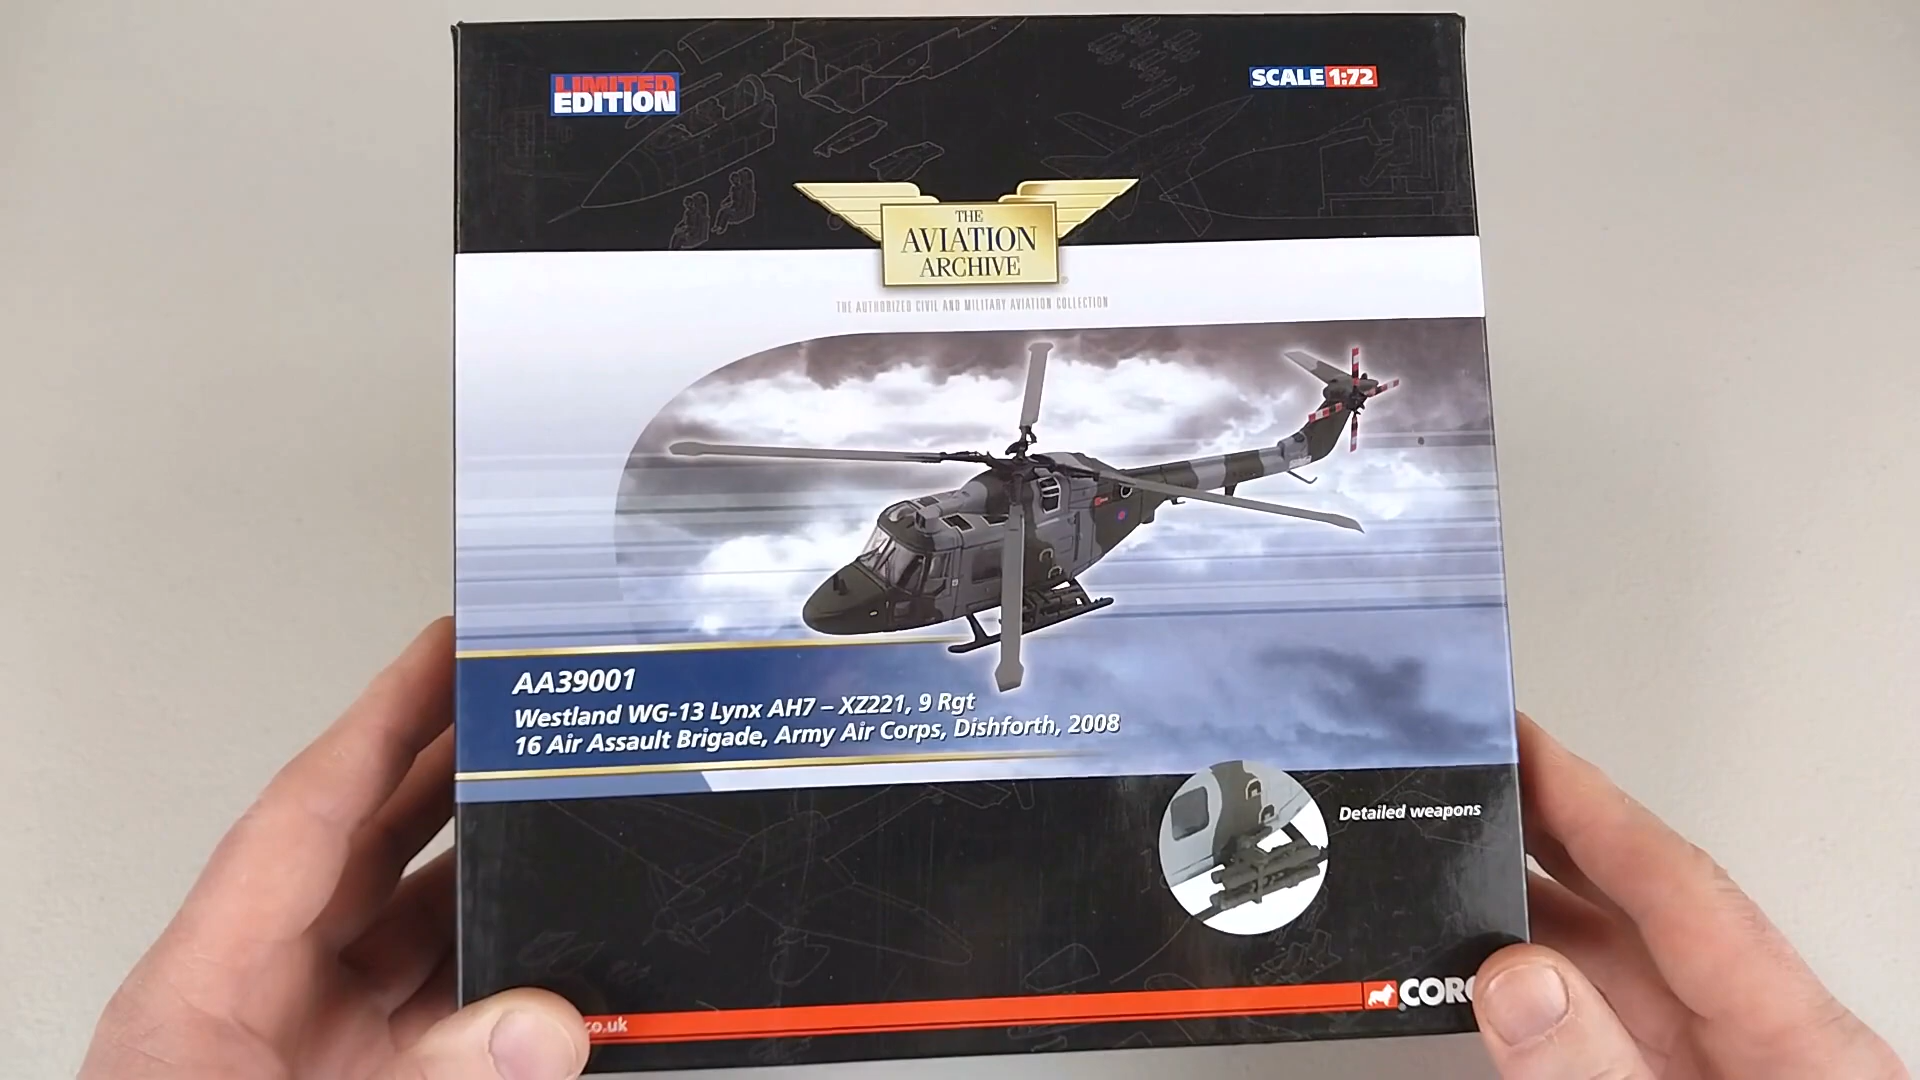 LIMITED
EDITION
SCALE 1:72
THE
AVIATION
ARCHIVE
THE AUTHORIZED CIVIL AND MILITARY AVIATION COLLECTION
AA39001
Westland WG-13 Lynx AH7 – XZ221, 9 Rgt
16 Air Assault Brigade, Army Air Corps, Dishforth, 2008
Detailed weapons
co.uk